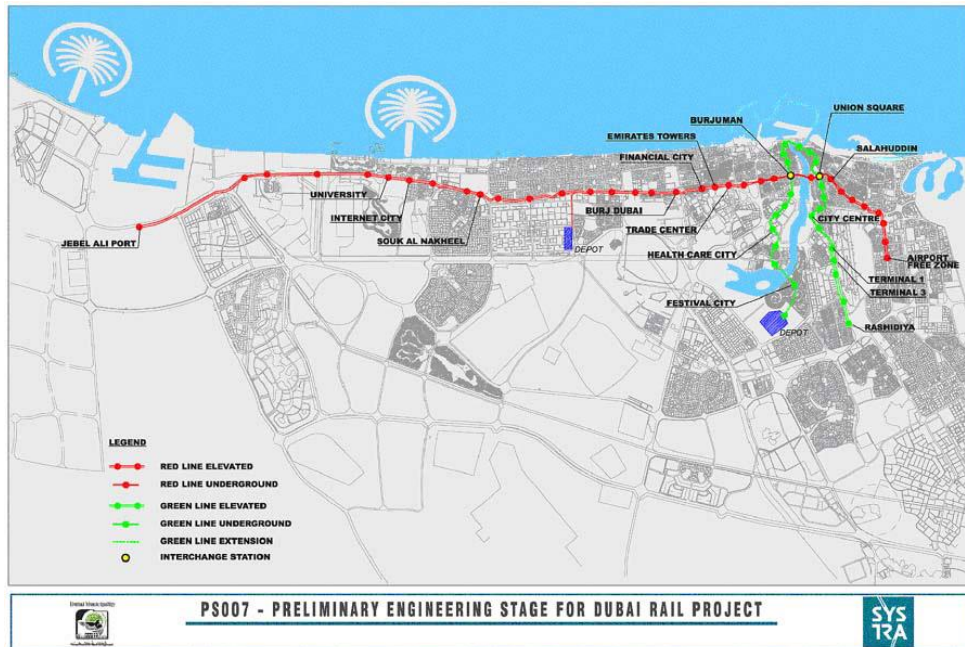 UNION SQUARE
BURJUMAN
EMIRATES TOWERS
SALAHUDDIN
FINANCIAL CITY
UNIVERSITY
INTERNET CITY
BURJ DUBAI
CITY CENTRE
SOUK AL NAKHEEL
TRADE CENTER
JEBEL ALI PORT
DEPOT
HEALTH CARE CITY
AIRPORT
FREE ZONE
TERMINAL 1
TERMINAL 3
FESTIVAL CITY
DEPOT
RASHIDIYA
LEGEND
RED LINE ELEVATED
RED LINE UNDERGROUND
GREEN LINE ELEVATED
GREEN LINE UNDERGROUND
GREEN LINE EXTENSION
INTERCHANGE STATION
PS007 - PRELIMINARY ENGINEERING STAGE FOR DUBAI RAIL PROJECT
SYS
TRA